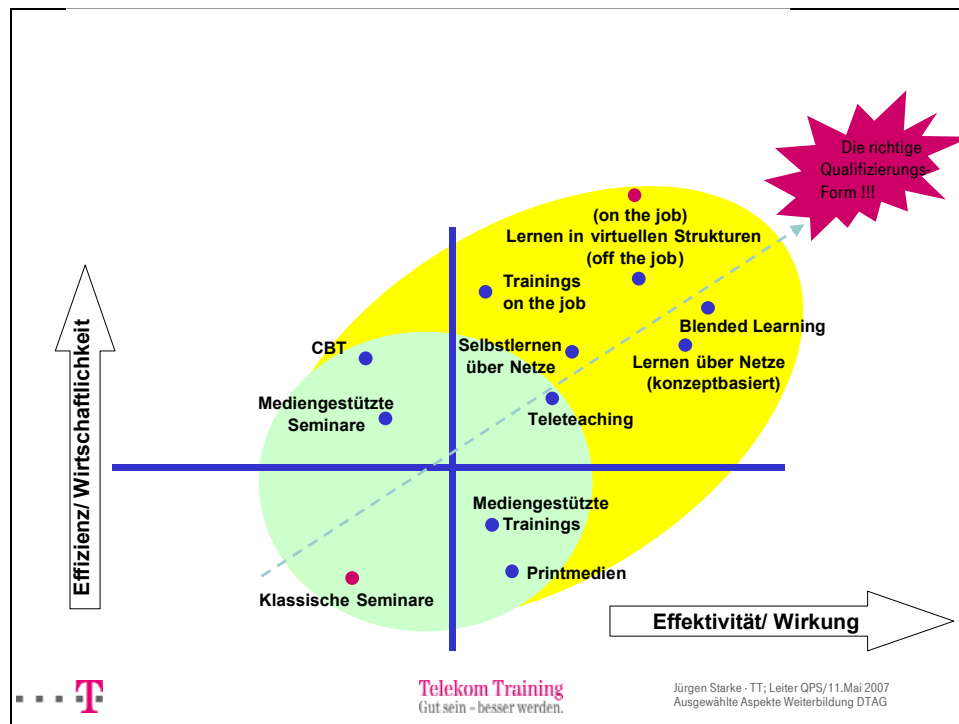 Die richtige
Qualifizierungs-
Form !!!
(on the job)
Lernen in virtuellen Strukturen
(off the job)
Trainings
on the job
Blended Learning
CBT
Selbstlernen
über Netze
Lernen über Netze
(konzeptbasiert)
Mediengestützte
Seminare
Teleteaching
Effizienz/ Wirtschaftlichkeit
Mediengestützte
Trainings
Printmedien
Klassische Seminare
Effektivität/ Wirkung
T
Telekom Training
Gut sein – besser werden.
Jürgen Starke - TT; Leiter QPS/11.Mai 2007
Ausgewählte Aspekte Weiterbildung DTAG